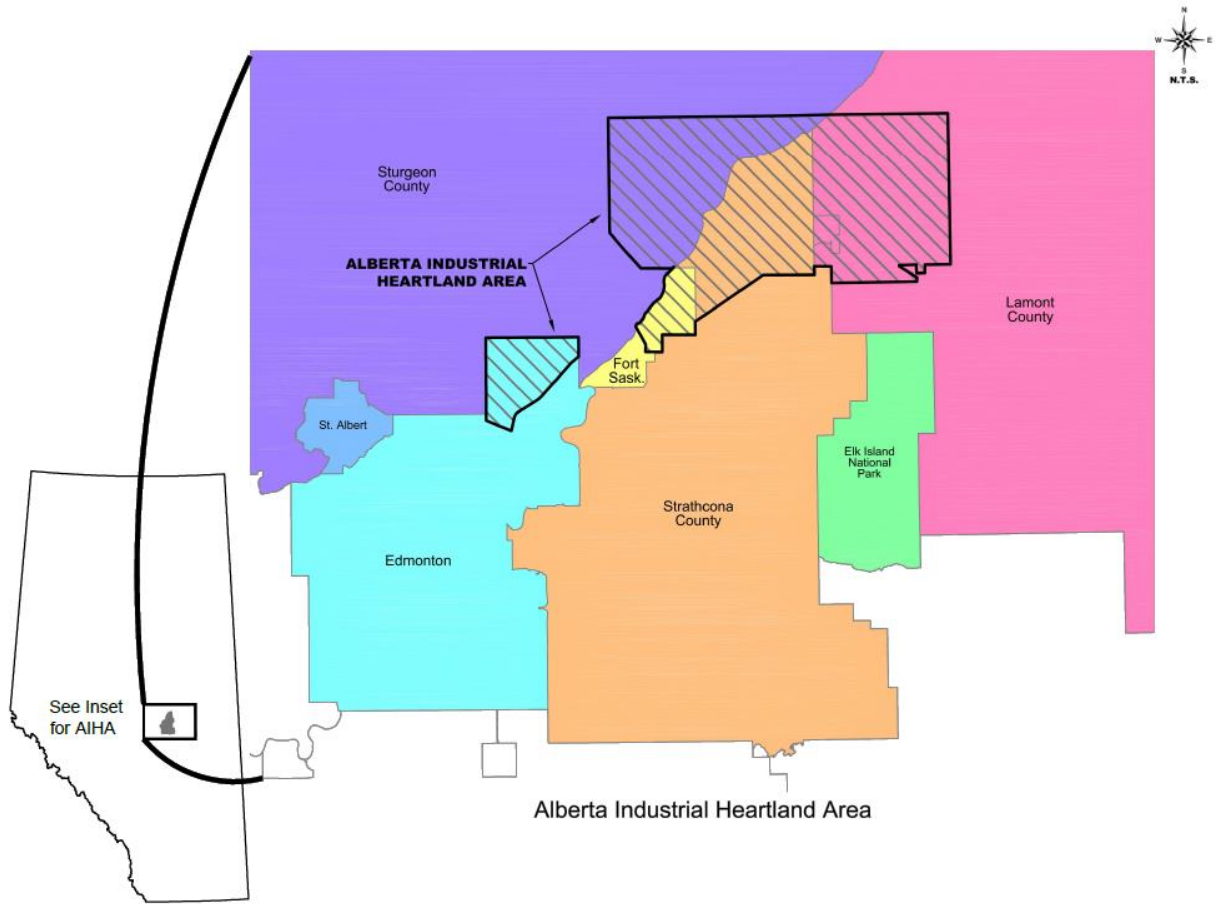 N
W
E
S
N.T.S.
Sturgeon
County
ALBERTA INDUSTRIAL
HEARTLAND AREA
Lamont
County
Fort
Sask.
St. Albert
Elk Island
National
Park
Strathcona
County
Edmonton
See Inset
for AIHA
Alberta Industrial Heartland Area